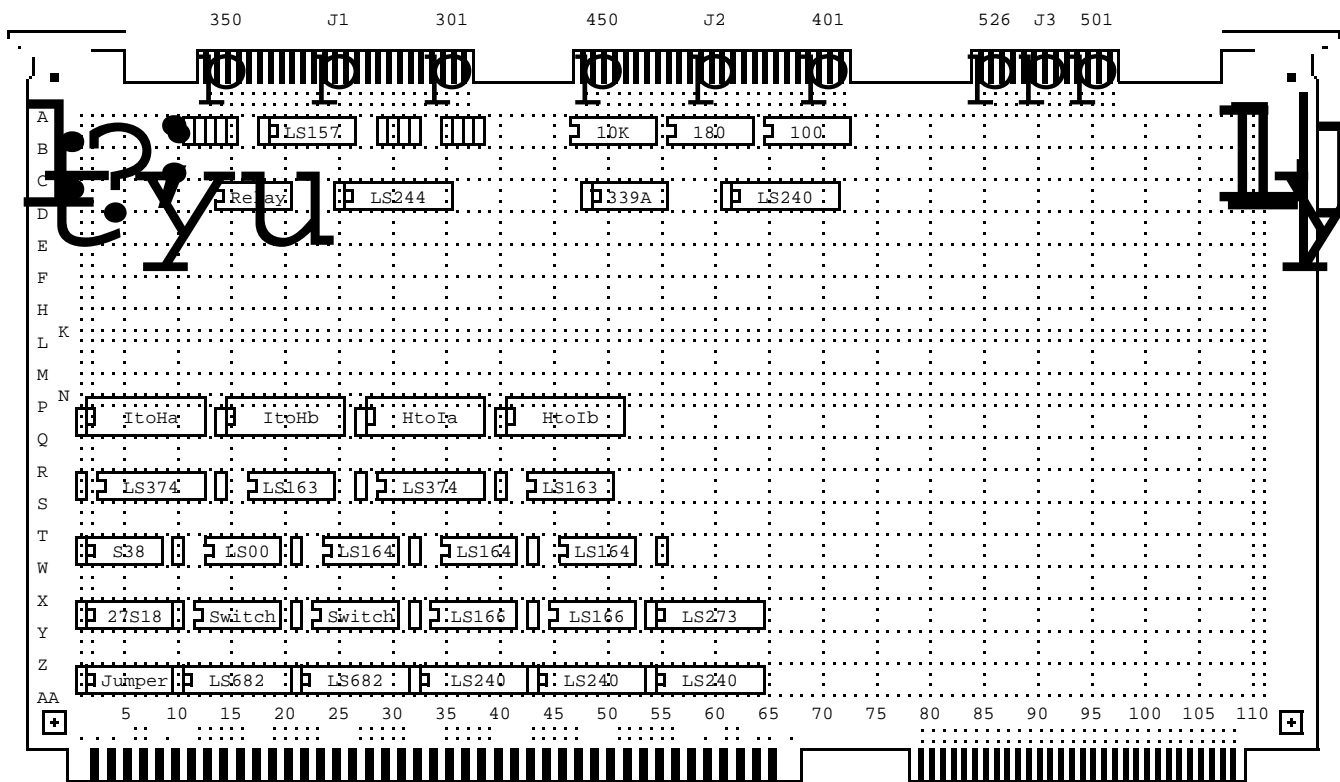 350 J1 301 450 J2 401 526 J3 501
A LS157 10K 180 100
B
C Relay LS244 339A LS240
D
E
F
H
K
L
M
N
P ItoHa ItoHb HtoIa HtoIb
Q
R LS374 LS163 LS374 LS163
S
T S38 LS00 LS164 LS164 LS164
W
X 27S18 Switch Switch LS166 LS166 LS273
Y
Z Jumper LS682 LS682 LS240 LS240 LS240
AA
5 10 15 20 25 30 35 40 45 50 55 60 65 70 75 80 85 90 95 100 105 110